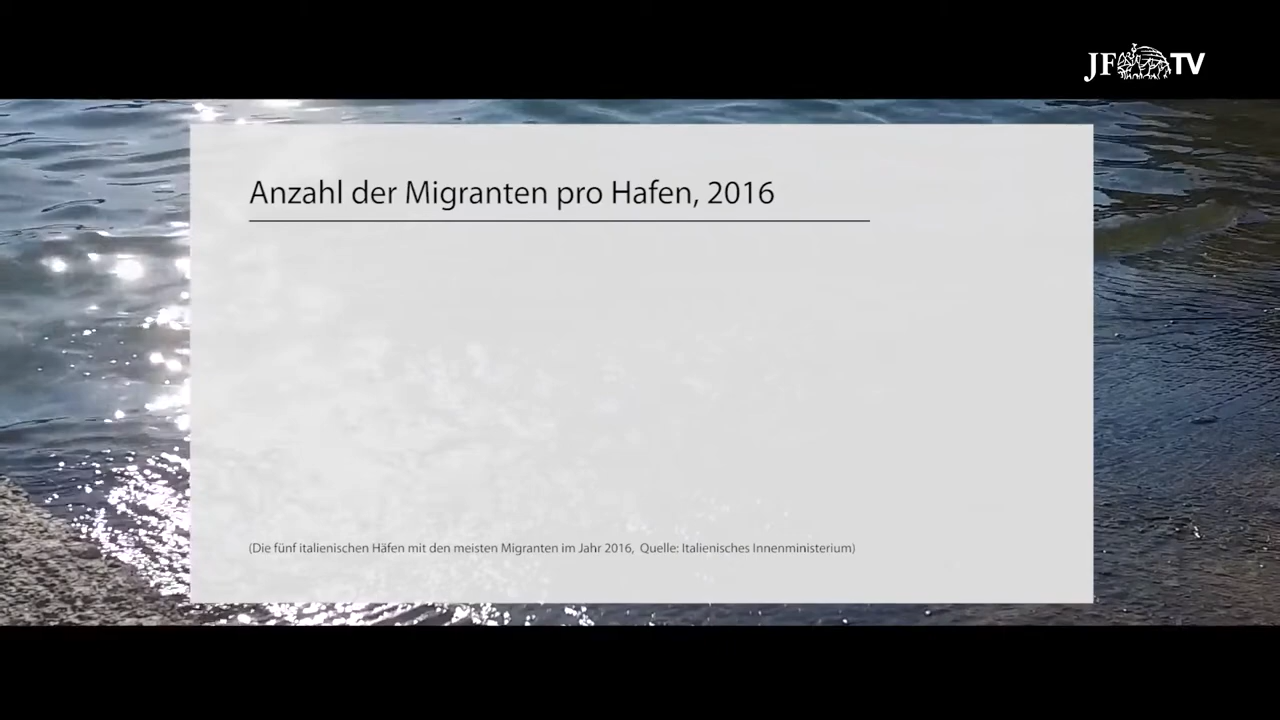 JF TV
Anzahl der Migranten pro Hafen, 2016
(Die fünf italienischen Häfen mit den meisten Migranten im Jahr 2016, Quelle: Italienisches Innenministerium)